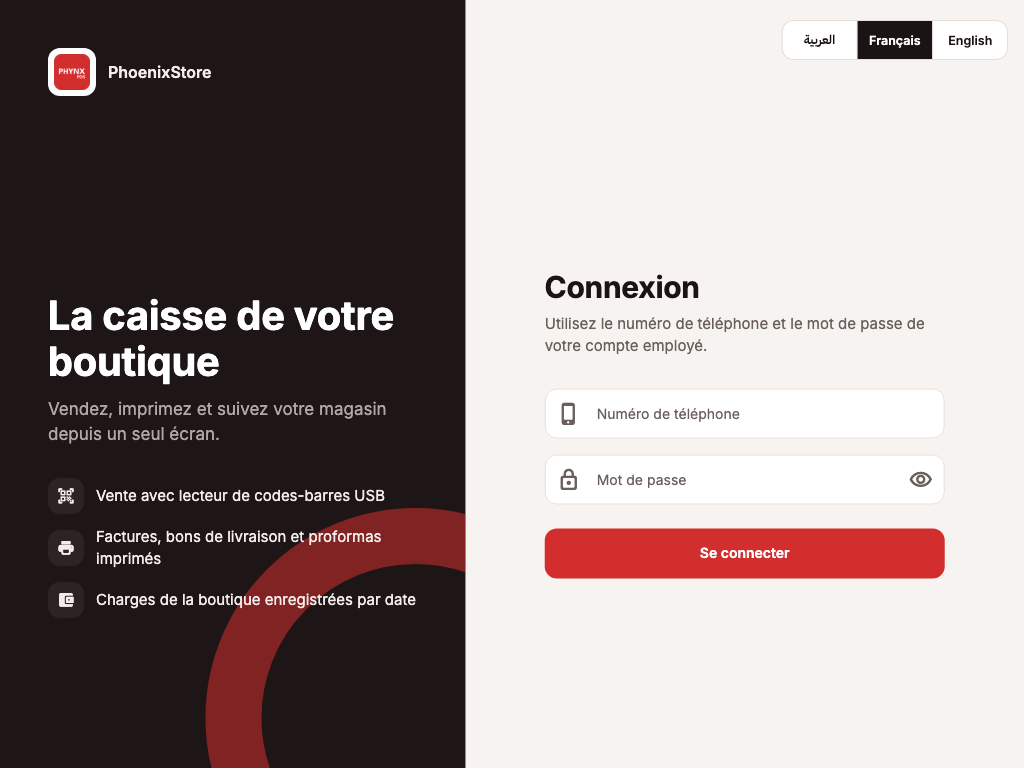 PHYNX
POS
PhoenixStore
La caisse de votre
boutique
Vendez, imprimez et suivez votre magasin
depuis un seul écran.
Vente avec lecteur de codes-barres USB
Factures, bons de livraison et proformas
imprimés
Charges de la boutique enregistrées par date
العربية
Français
English
Connexion
Utilisez le numéro de téléphone et le mot de passe de
votre compte employé.
Numéro de téléphone
Mot de passe
Se connecter